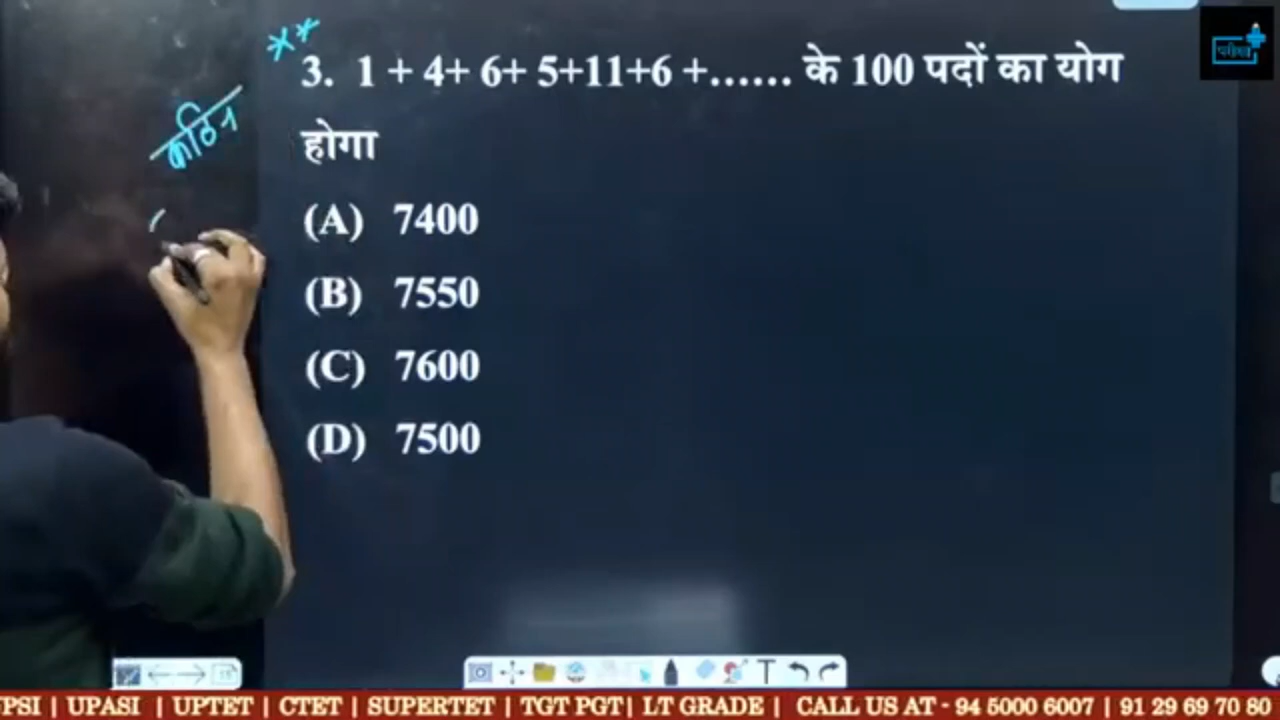 **
3. 1 + 4+ 6+ 5+11+6 +...... के 100 पदों का योग
होगा
कठिन
(A) 7400
(B) 7550
(C) 7600
(D) 7500
परीक्षा
T
PSI | UPASI | UPTET | CTET | SUPERTET | TGT PGT| LT GRADE | CALL US AT - 94 5000 6007 | 91 29 69 70 80